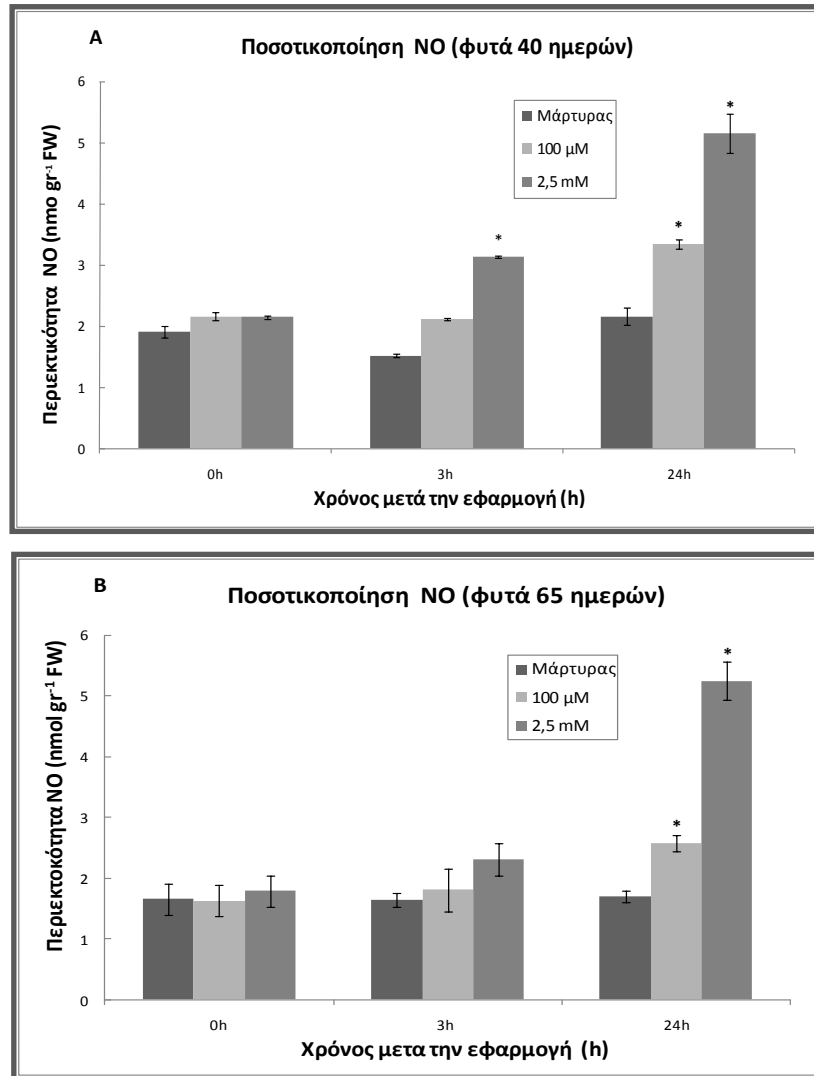 A
Ποσοτικοποίηση NO (φυτά 40 ημερών)
Περιεκτικότητα NO (nmo gr-1 FW)
6
5
4
3
2
1
0
Μάρτυρας
100 μM
2,5 mM
*
*
*
0h
3h
24h
Χρόνος μετά την εφαρμογή (h)
B
Ποσοτικοποίηση NO (φυτά 65 ημερών)
Περιεκτοκότητα NO (nmol gr-1 FW)
6
5
4
3
2
1
0
Μάρτυρας
100 μM
2,5 mM
*
*
0h
3h
24h
Χρόνος μετα την εφαρμογή (h)